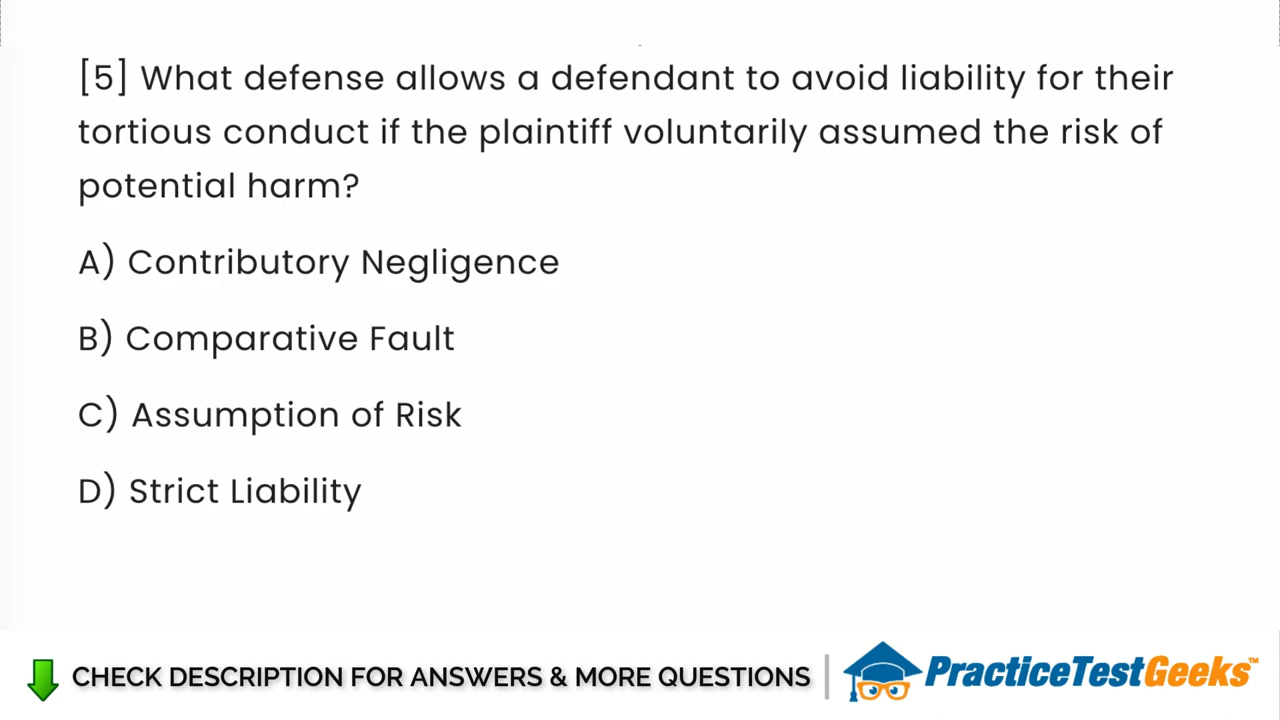 [5] What defense allows a defendant to avoid liability for their
tortious conduct if the plaintiff voluntarily assumed the risk of
potential harm?
A) Contributory Negligence
B) Comparative Fault
C) Assumption of Risk
D) Strict Liability
CHECK DESCRIPTION FOR ANSWERS & MORE QUESTIONS
PracticeTestGeeks™